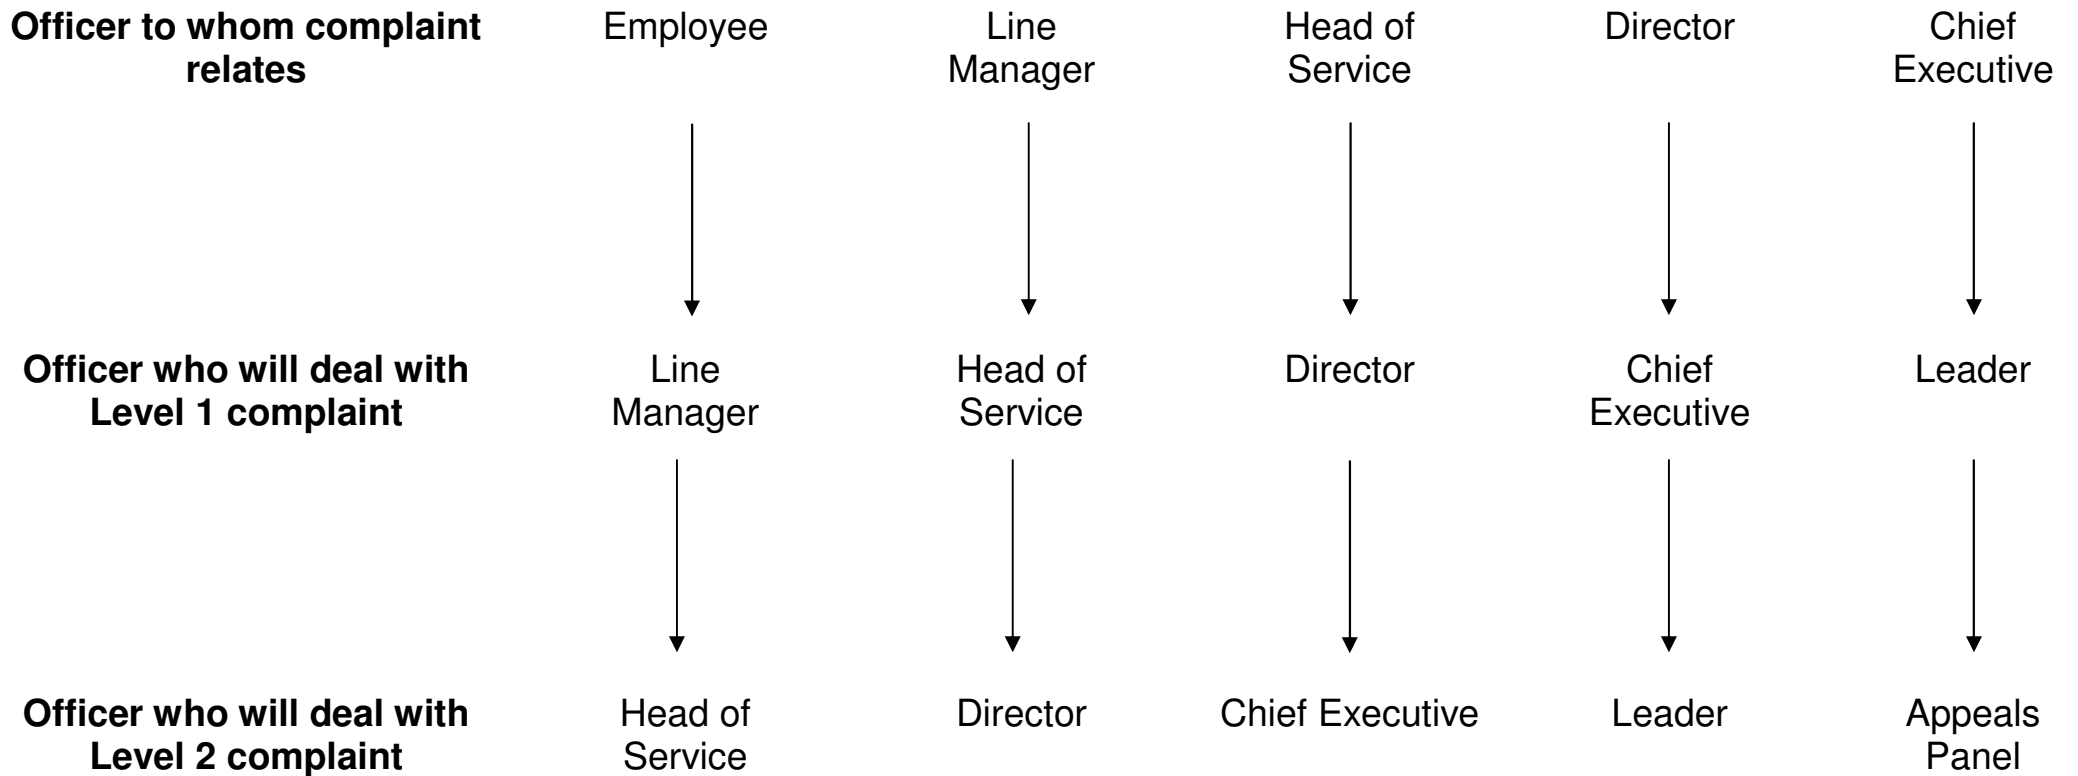 Officer to whom complaint relates
Employee
Line Manager
Head of Service
Director
Chief Executive
Officer who will deal with Level 1 complaint
Line Manager
Head of Service
Director
Chief Executive
Leader
Officer who will deal with Level 2 complaint
Head of Service
Director
Chief Executive
Leader
Appeals Panel